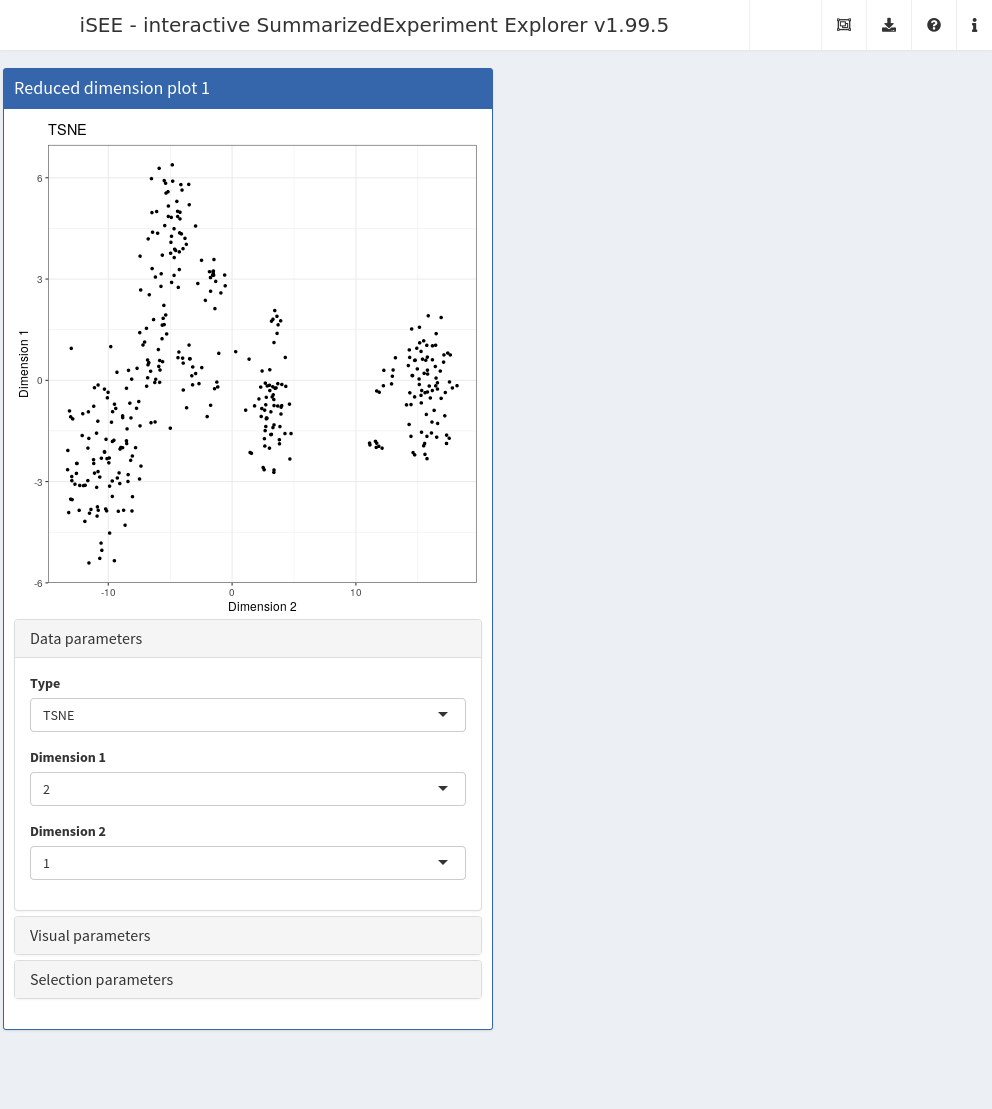 iSEE - interactive SummarizedExperiment Explorer v1.99.5
Reduced dimension plot 1
TSNE
6
3
0
-3
-6
Dimension 1
-10
0
10
Dimension 2
Data parameters
Type
TSNE
Dimension 1
2
Dimension 2
1
Visual parameters
Selection parameters